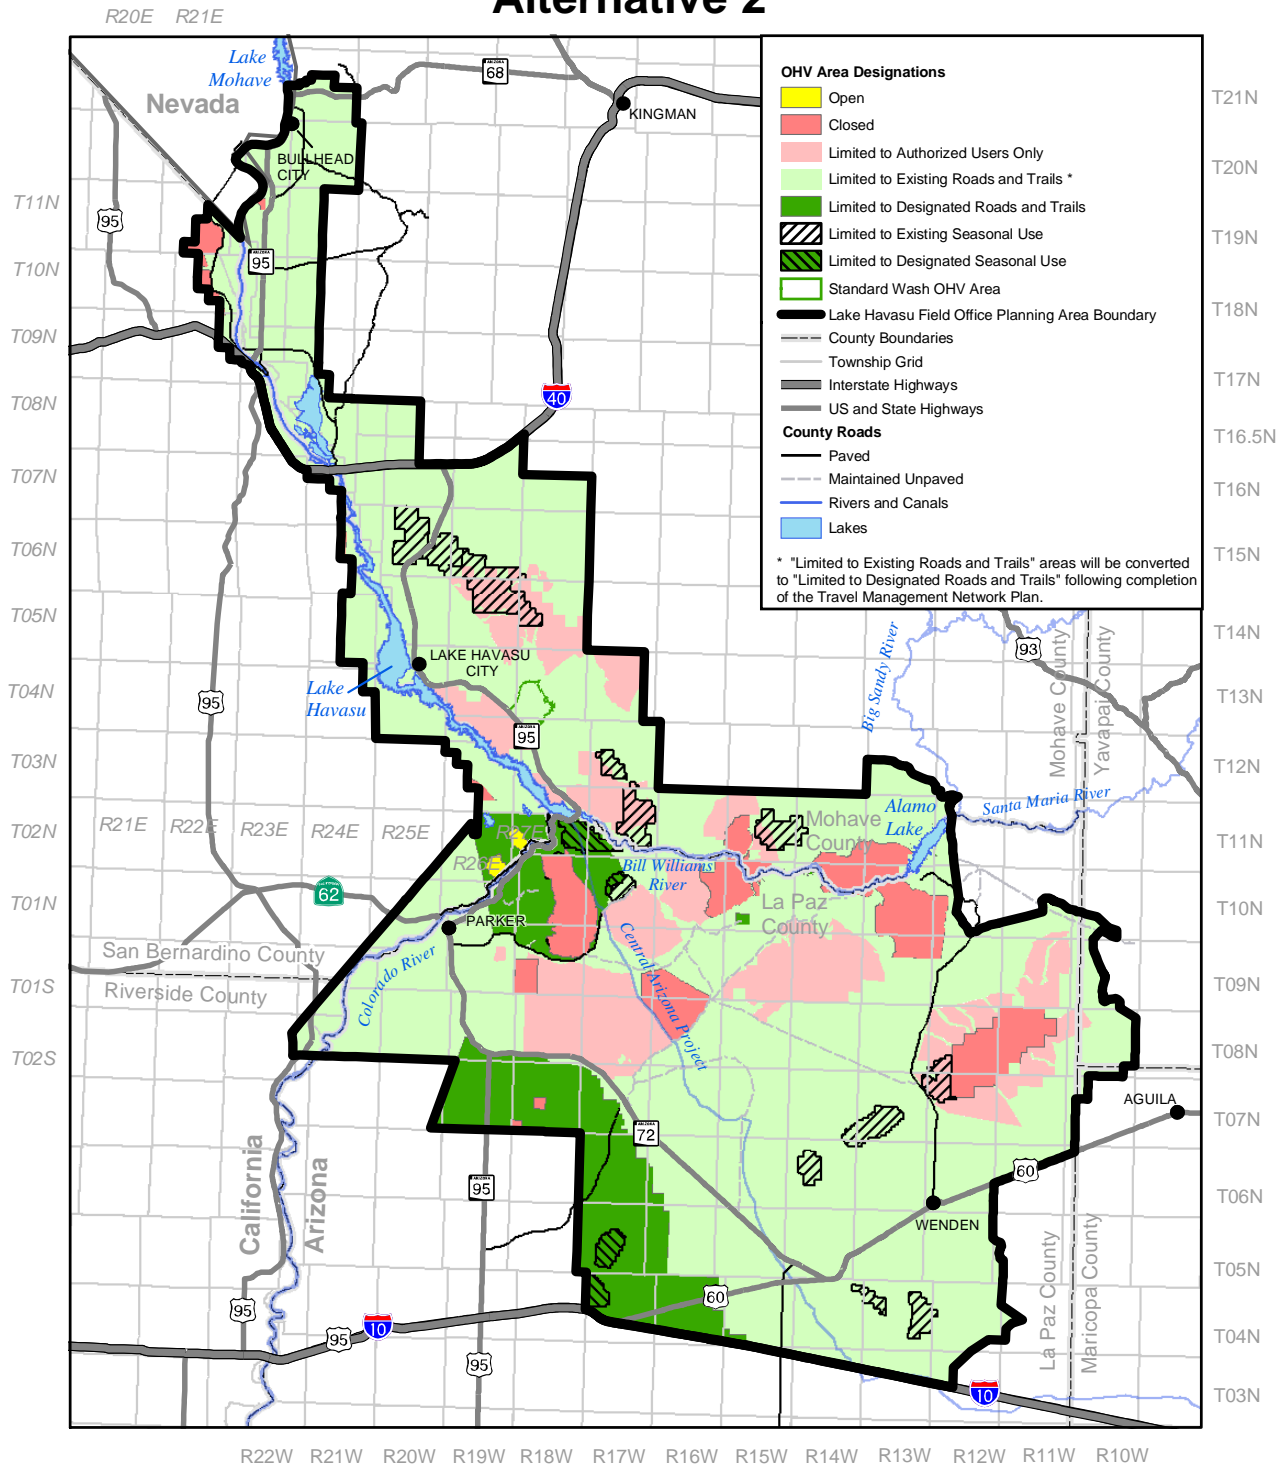 Alternative 2
R20E R21E
Lake
Mohave
Nevada
ARIZONA
68
KINGMAN
BULLHEAD
CITY
95
ARIZONA
95
40
OHV Area Designations
Open
Closed
Limited to Authorized Users Only
Limited to Existing Roads and Trails *
Limited to Designated Roads and Trails
Limited to Existing Seasonal Use
Limited to Designated Seasonal Use
Standard Wash OHV Area
Lake Havasu Field Office Planning Area Boundary
County Boundaries
Township Grid
Interstate Highways
US and State Highways
County Roads
Paved
Maintained Unpaved
Rivers and Canals
Lakes
* "Limited to Existing Roads and Trails" areas will be converted
to "Limited to Designated Roads and Trails" following completion
of the Travel Management Network Plan.
T11N
T10N
T09N
T08N
T07N
T06N
T05N
T04N
T03N
T02N
T01N
T01S
T02S
T21N
T20N
T19N
T18N
T17N
T16.5N
T16N
T15N
T14N
T13N
T12N
T11N
T10N
T09N
T08N
T07N
T06N
T05N
T04N
T03N
LAKE HAVASU
CITY
Lake
Havasu
95
ARIZONA
95
93
Big Sandy River
Mohave County
Yavapai County
Santa Maria River
Alamo
Lake
Mohave
County
R21E R22E R23E R24E R25E
R27E
R26E
Bill Williams
River
La Paz
County
62
PARKER
San Bernardino County
Riverside County
Colorado River
Central Arizona Project
AGUILA
ARIZONA
72
60
WENDEN
California
Arizona
ARIZONA
95
La Paz County
Maricopa County
95
95
10
95
60
10
R22W R21W R20W R19W R18W R17W R16W R15W R14W R13W R12W R11W R10W